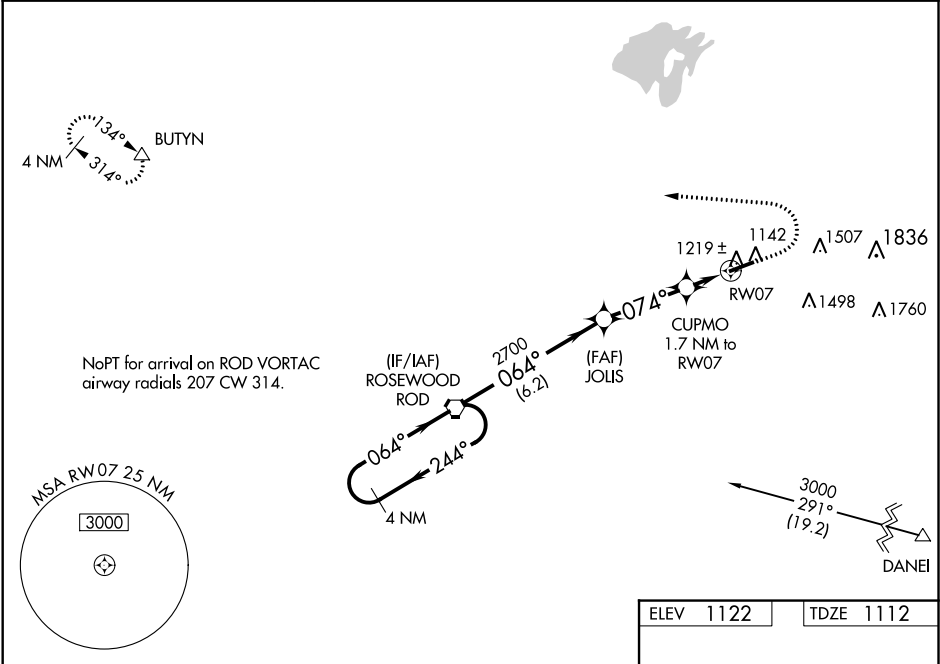 134°
BUTYN
4 NM
314°
1142
1507
1836
1219 ±
RW07
074°
1498
1760
CUPMO
1.7 NM to
RW07
NoPT for arrival on ROD VORTAC
airway radials 207 CW 314.
(IF/IAF)
ROSEWOOD
ROD
2700
064°
(6.2)
(FAF)
JOLIS
064°
244°
4 NM
MSA RW07 25 NM
3000
3000
291°
(19.2)
DANEI
ELEV 1122
TDZE 1112